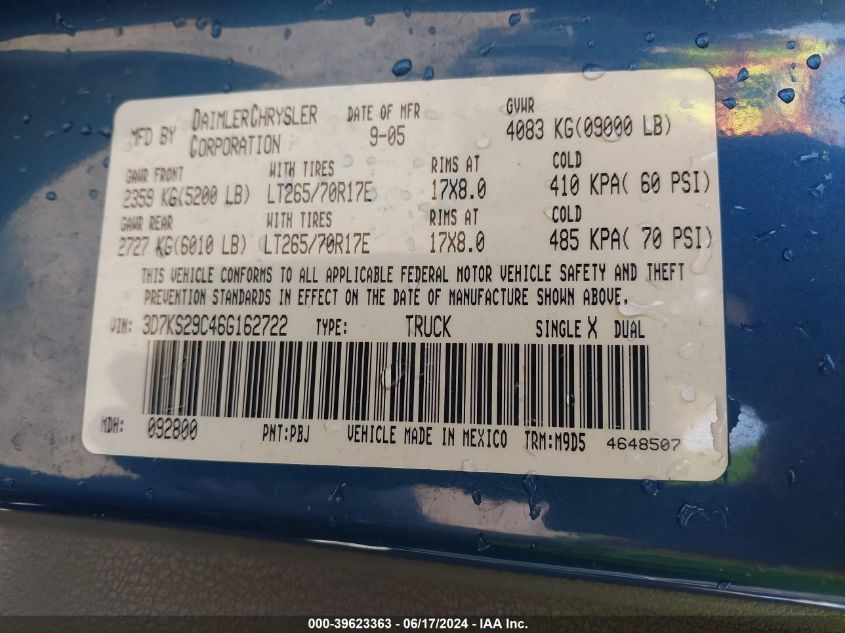 MFD BY DAIMLERCHRYSLER CORPORATION DATE OF MFR 9-05 GVWR 4083 KG(09000 LB)
GAWR FRONT WITH TIRES RIMS AT COLD
2359 KG(5200 LB) LT265/70R17E 17X8.0 410 KPA( 60 PSI)
GAWR REAR WITH TIRES RIMS AT COLD
2727 KG(6010 LB) LT265/70R17E 17X8.0 485 KPA( 70 PSI)
THIS VEHICLE CONFORMS TO ALL APPLICABLE FEDERAL MOTOR VEHICLE SAFETY AND THEFT
PREVENTION STANDARDS IN EFFECT ON THE DATE OF MANUFACTURE SHOWN ABOVE.
VIN: 3D7KS29C46G162722 TYPE: TRUCK SINGLE X DUAL
MDH: 092800 PNT:PBJ VEHICLE MADE IN MEXICO TRM:M9D5 4648507
000-39623363 - 06/17/2024 - IAA Inc.